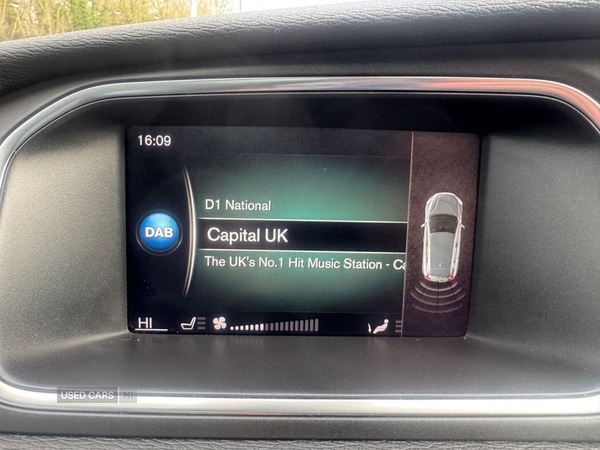 16:09
D1 National
DAB
Capital UK
The UK's No.1 Hit Music Station - Ca
HI
USED CARS NI